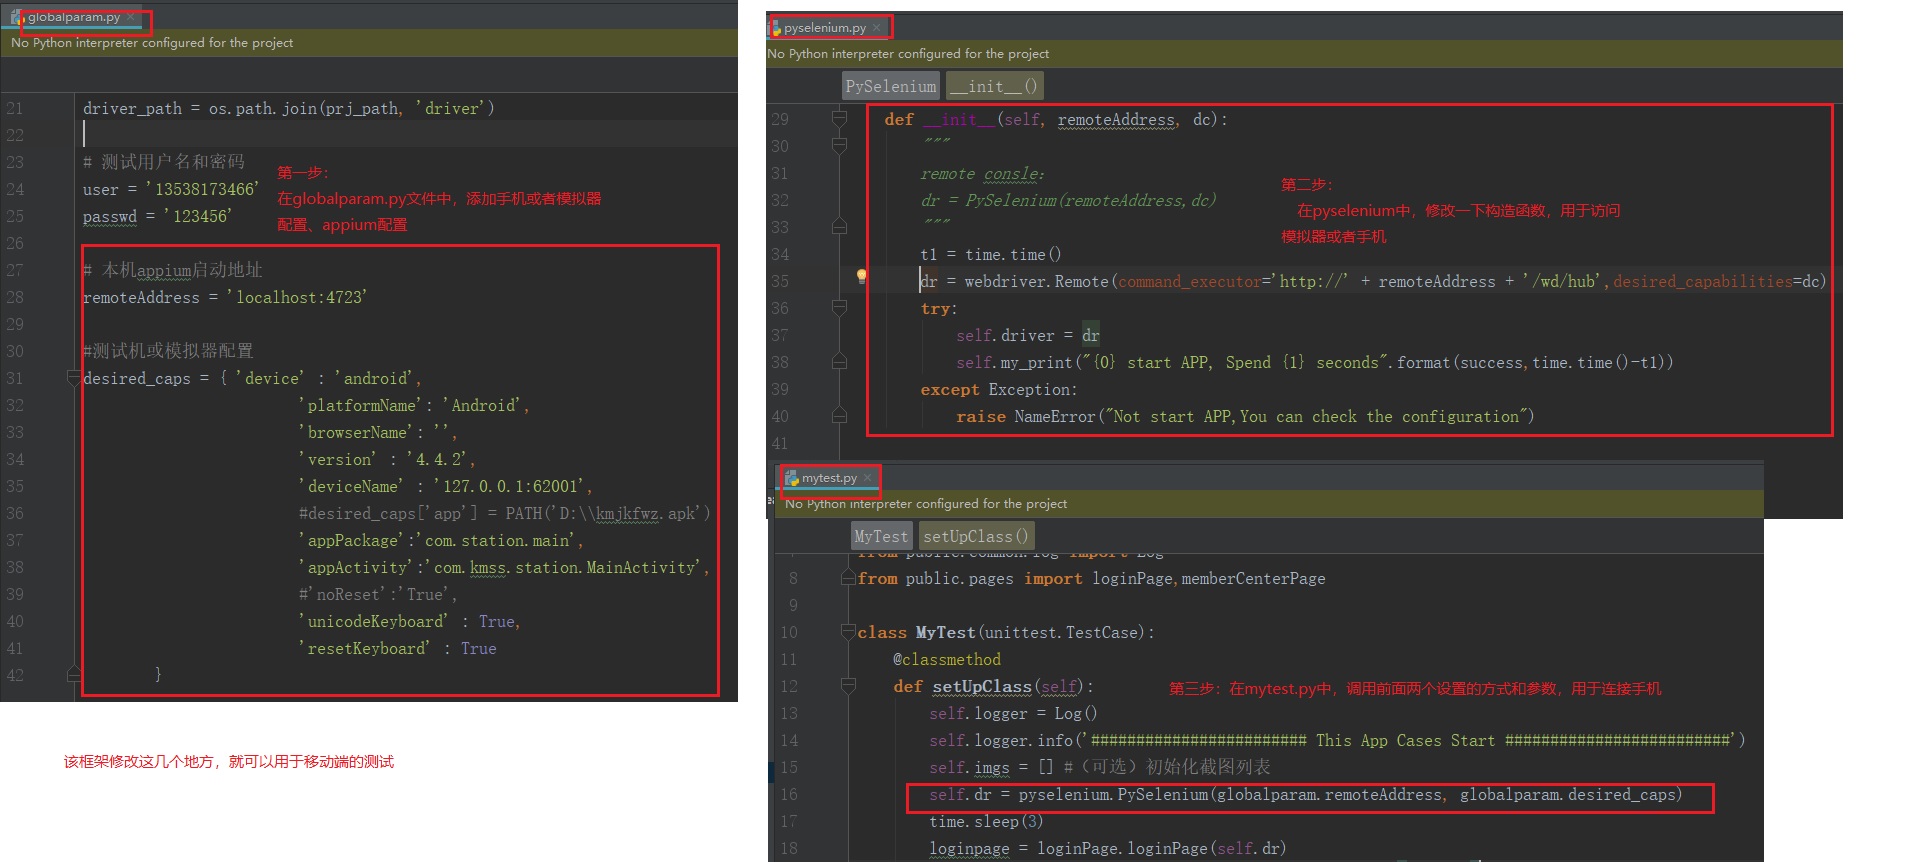 globalparam.py
No Python interpreter configured for the project
21 driver_path = os.path.join(prj_path, 'driver')
22
23 # 测试用户名和密码
24 user = '13538173466'
25 passwd = '123456'
第一步：
在globalparam.py文件中，添加手机或者模拟器
配置、appium配置
26
27 # 本机appium启动地址
28 remoteAddress = 'localhost:4723'
29
30 #测试机或模拟器配置
31 desired_caps = { 'device' : 'android',
32 'platformName': 'Android',
33 'browserName': '',
34 'version' : '4.4.2',
35 'deviceName' : '127.0.0.1:62001',
36 #desired_caps['app'] = PATH('D:\\kmjkfwz.apk')
37 'appPackage':'com.station.main',
38 'appActivity':'com.kmss.station.MainActivity',
39 #'noReset':'True',
40 'unicodeKeyboard' : True,
41 'resetKeyboard' : True
42 }
该框架修改这几个地方，就可以用于移动端的测试
pyselenium.py
No Python interpreter configured for the project
PySelenium __init__()
29 def __init__(self, remoteAddress, dc):
30 """
31 remote consle:
32 dr = PySelenium(remoteAddress,dc)
33 """
第二步：
在pyselenium中，修改一下构造函数，用于访问
模拟器或者手机
34 t1 = time.time()
35 dr = webdriver.Remote(command_executor='http://' + remoteAddress + '/wd/hub',desired_capabilities=dc)
36 try:
37 self.driver = dr
38 self.my_print("{0} start APP, Spend {1} seconds".format(success,time.time()-t1))
39 except Exception:
40 raise NameError("Not start APP,You can check the configuration")
41
mytest.py
No Python interpreter configured for the project
MyTest setUpClass()
from public.common.log import Log
8 from public.pages import loginPage,memberCenterPage
9
10 class MyTest(unittest.TestCase):
11 @classmethod
12 def setUpClass(self):
第三步：在mytest.py中，调用前面两个设置的方式和参数，用于连接手机
13 self.logger = Log()
14 self.logger.info('######################## This App Cases Start #########################')
15 self.imgs = [] #（可选）初始化截图列表
16 self.dr = pyselenium.PySelenium(globalparam.remoteAddress, globalparam.desired_caps)
17 time.sleep(3)
18 loginpage = loginPage.loginPage(self.dr)